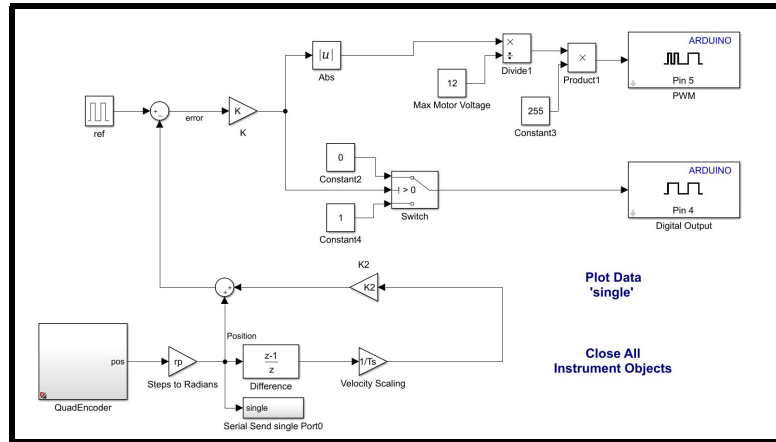 ARDUINO
|u|
Abs
×
÷
Divide1
×
Product1
Pin 5
PWM
12
Max Motor Voltage
255
Constant3
ref
+
−
error
K
K
0
Constant2
> 0
Switch
1
Constant4
ARDUINO
Pin 4
Digital Output
K2
K2
+
+
Plot Data
'single'
Position
pos
QuadEncoder
rp
Steps to Radians
z-1
z
Difference
1/Ts
Velocity Scaling
Close All
Instrument Objects
single
Serial Send single Port0